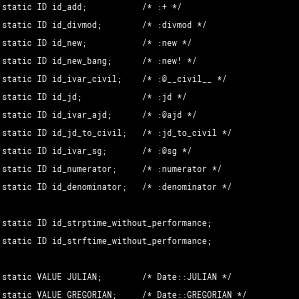 static ID id_add;           /* :+ */
static ID id_divmod;        /* :divmod */
static ID id_new;           /* :new */
static ID id_new_bang;      /* :new! */
static ID id_ivar_civil;    /* :@__civil__ */
static ID id_jd;            /* :jd */
static ID id_ivar_ajd;      /* :@ajd */
static ID id_jd_to_civil;   /* :jd_to_civil */
static ID id_ivar_sg;       /* :@sg */
static ID id_numerator;     /* :numerator */
static ID id_denominator;   /* :denominator */
static ID id_strptime_without_performance;
static ID id_strftime_without_performance;
static VALUE JULIAN;        /* Date::JULIAN */
static VALUE GREGORIAN;     /* Date::GREGORIAN */